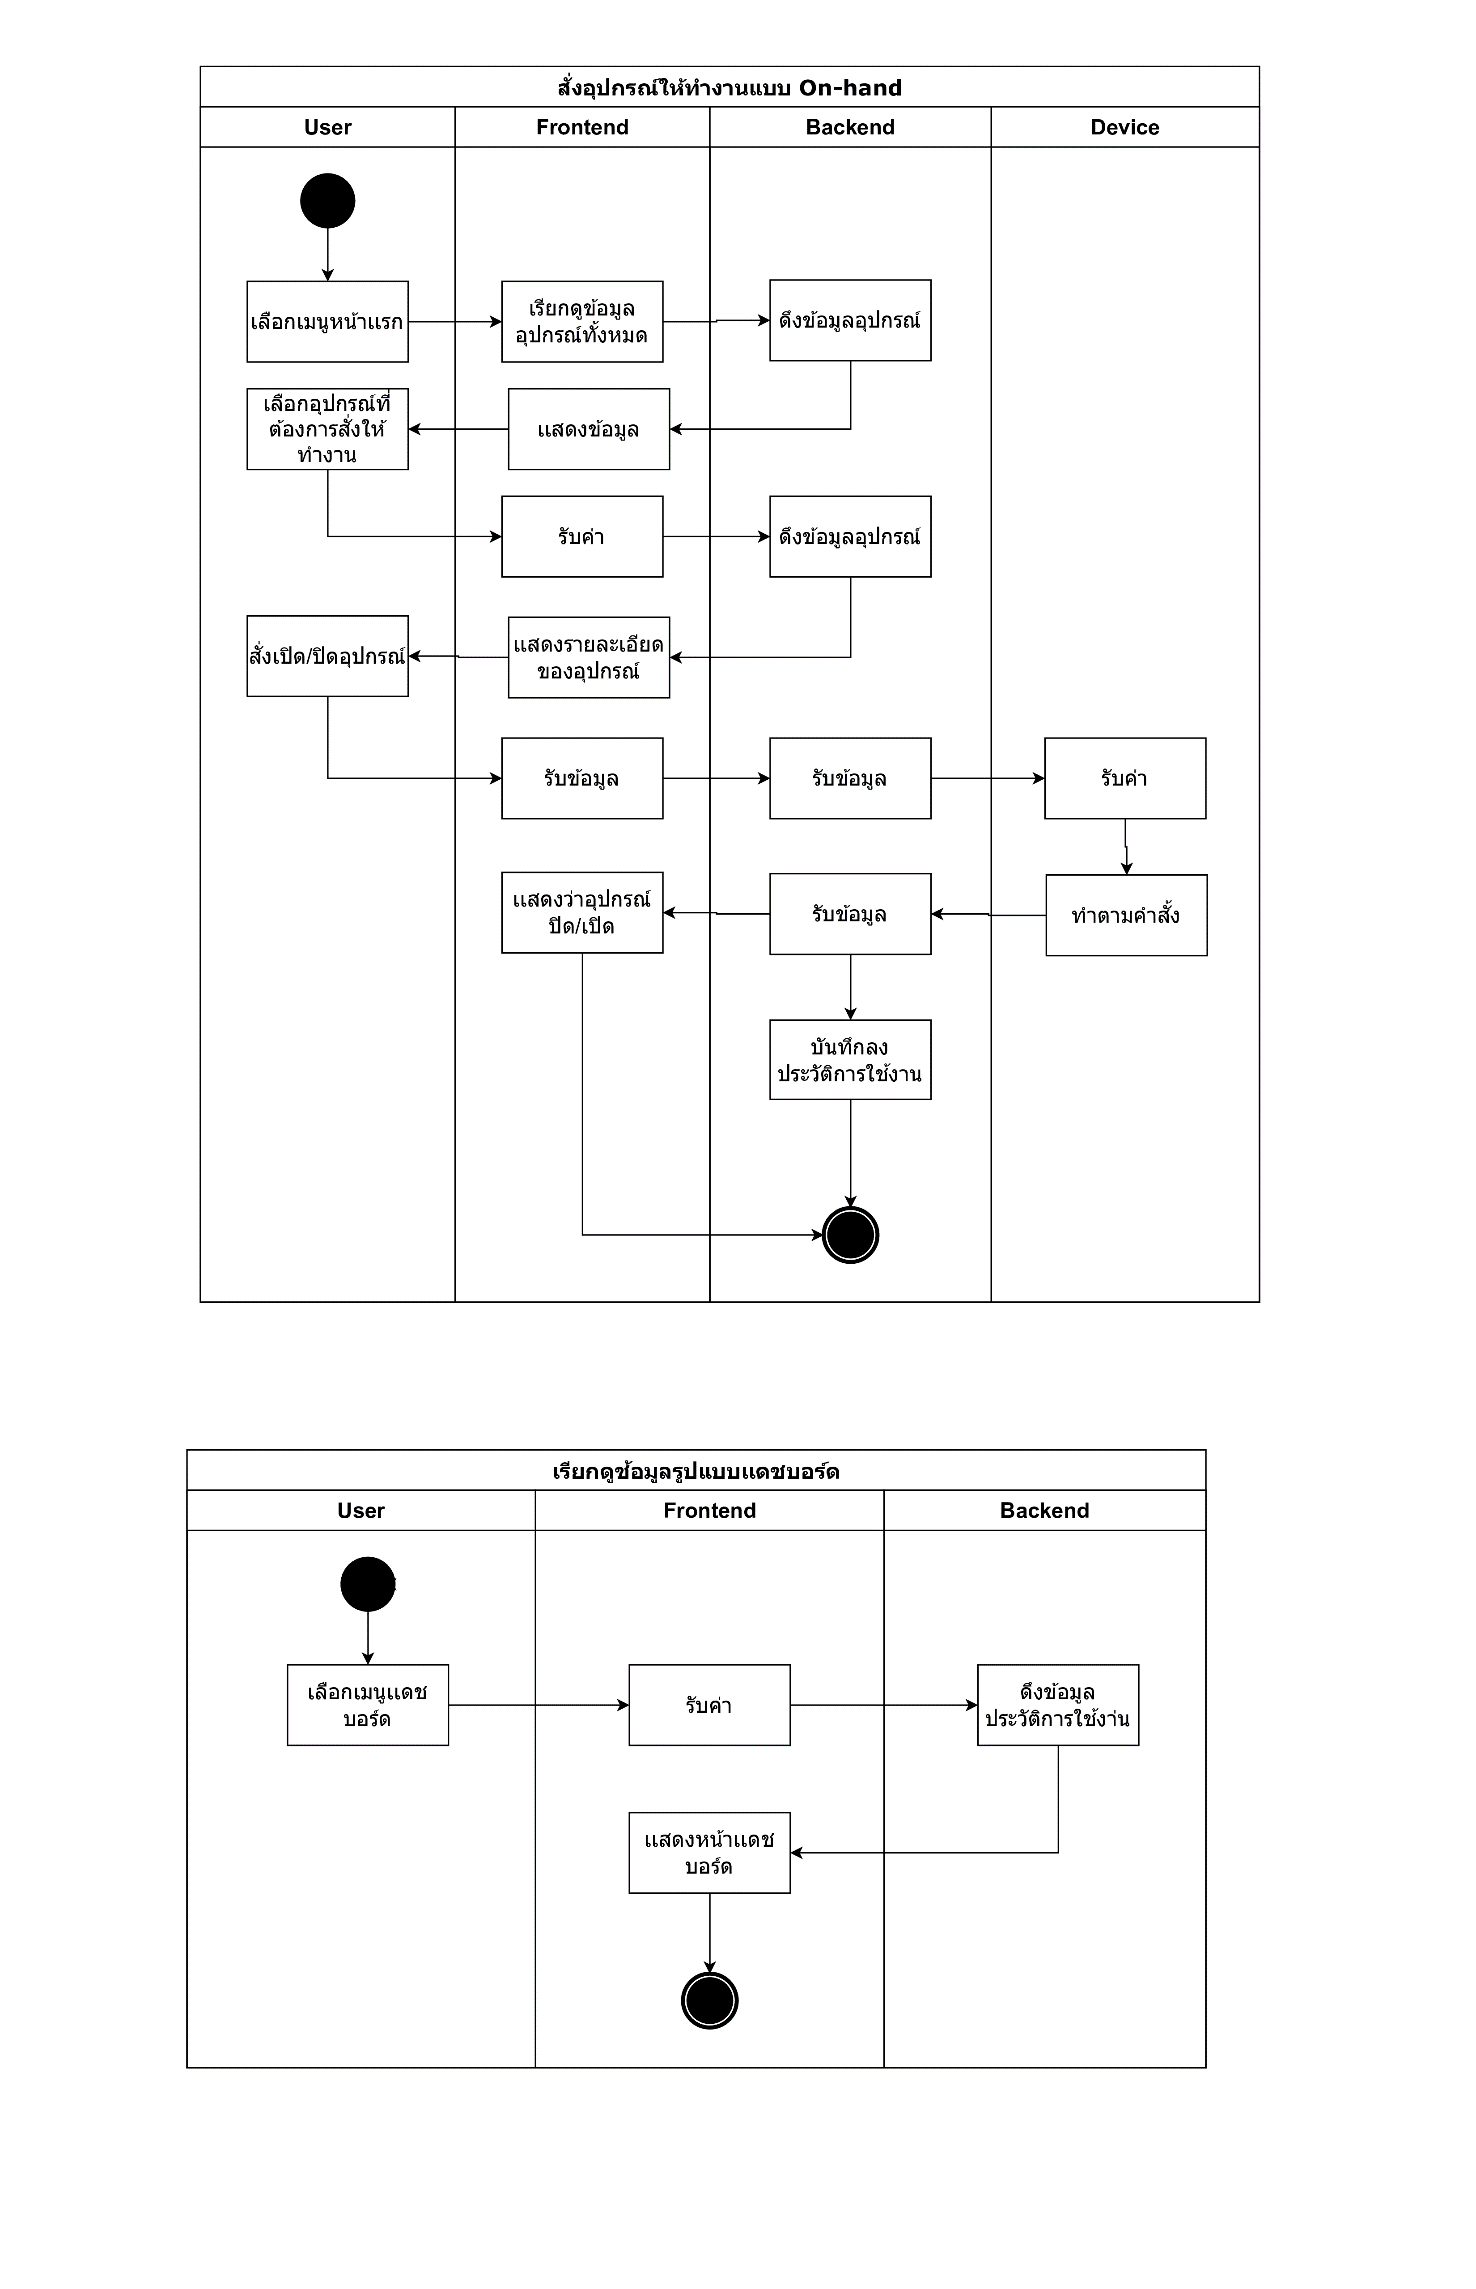 สั่งอุปกรณ์ให้ทำงานแบบ On-hand
User
Frontend
Backend
Device
เลือกเมนูหน้าแรก
เรียกดูข้อมูล
อุปกรณ์ทั้งหมด
ดึงข้อมูลอุปกรณ์
เลือกอุปกรณ์ที่
ต้องการสั่งให้
ทำงาน
แสดงข้อมูล
รับค่า
ดึงข้อมูลอุปกรณ์
สั่งเปิด/ปิดอุปกรณ์
แสดงรายละเอียด
ของอุปกรณ์
รับข้อมูล
รับข้อมูล
รับค่า
แสดงว่าอุปกรณ์
ปิด/เปิด
รับข้อมูล
ทำตามคำสั้ง
บันทึกลง
ประวัติการใช้งาน
เรียกดูข้อมูลรูปแบบแดชบอร์ด
User
Frontend
Backend
เลือกเมนูแดช
บอร์ด
รับค่า
ดึงข้อมูล
ประวัติการใช้ง่าน
แสดงหน้าแดช
บอร์ด